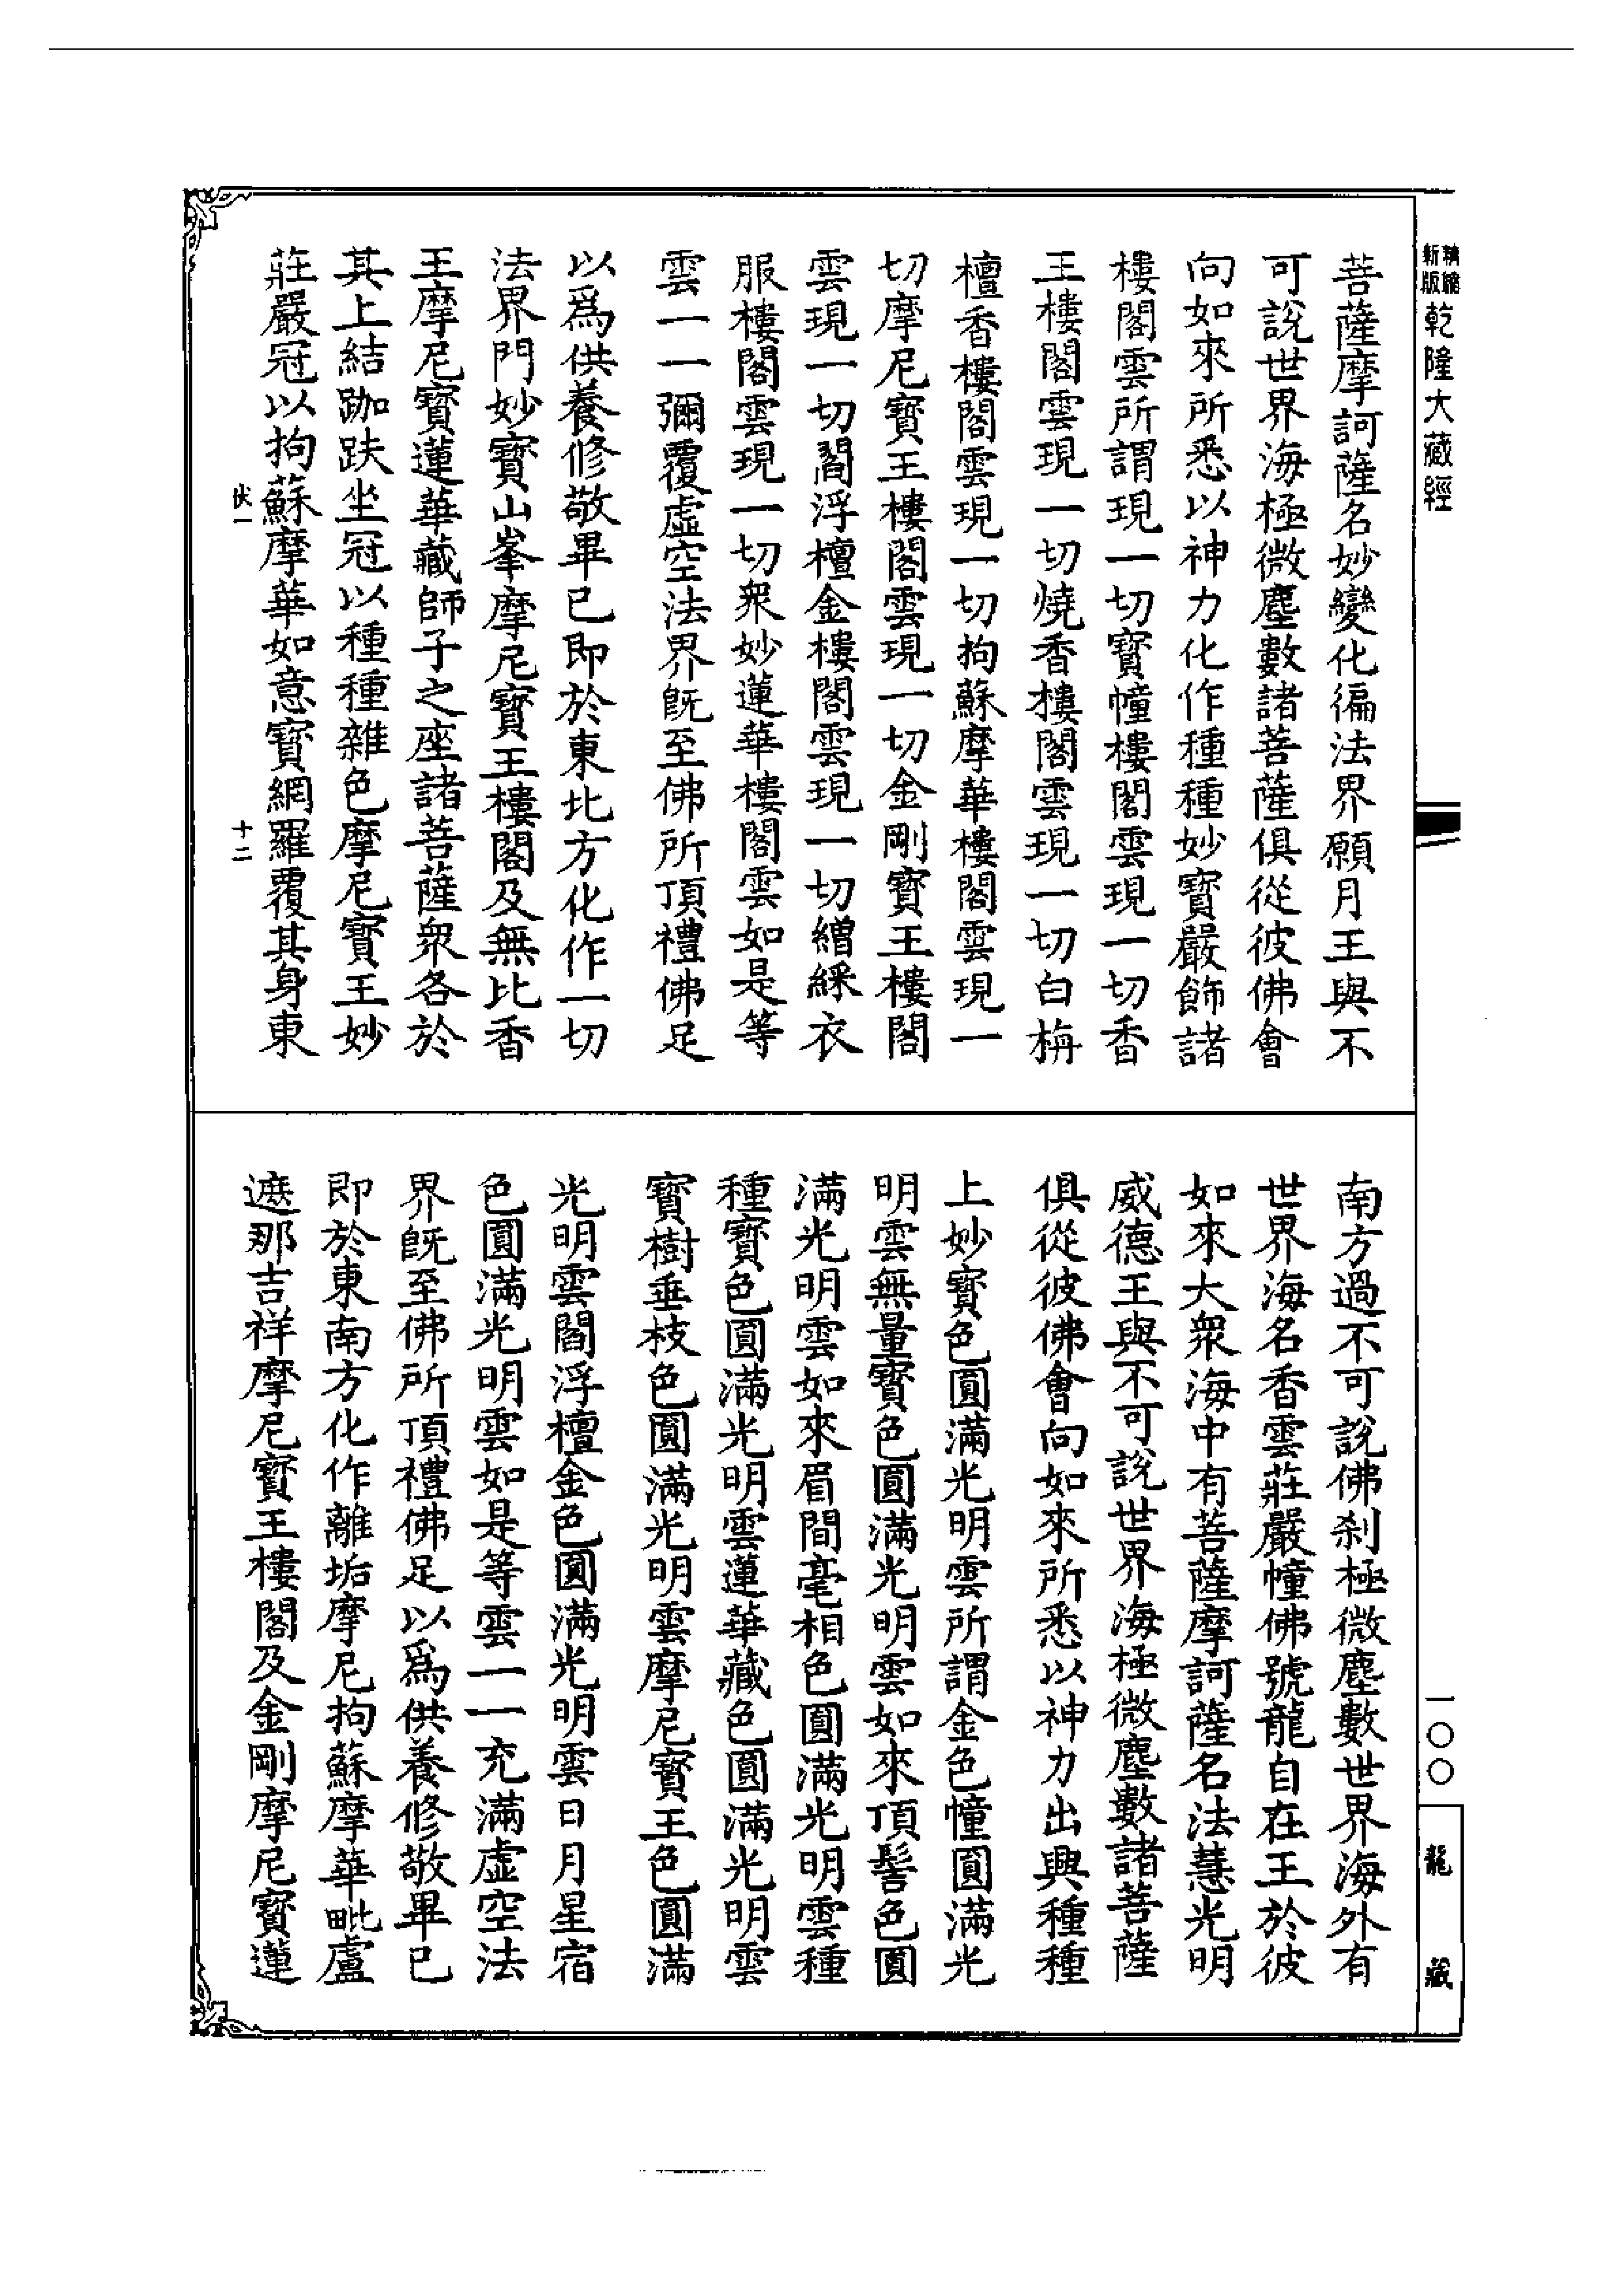 精縮新版乾隆大藏經
菩薩摩訶薩名妙變化徧法界願月王與不
可說世界海極微塵數諸菩薩俱從彼佛會
向如來所悉以神力化作種種妙寶嚴飾諸
樓閣雲所謂現一切寶幢樓閣雲現一切香
王樓閣雲現一切燒香樓閣雲現一切白栴
檀香樓閣雲現一切拘蘇摩華樓閣雲現一
切摩尼寶王樓閣雲現一切金剛寶王樓閣
雲現一切閻浮檀金樓閣雲現一切繒綵衣
服樓閣雲現一切衆妙蓮華樓閣雲如是等
雲一一彌覆虛空法界旣至佛所頂禮佛足
以爲供養修敬畢已即於東北方化作一切
法界門妙寶山峯摩尼寶王樓閣及無比香
王摩尼寶蓮華藏師子之座諸菩薩衆各於
其上結跏趺坐冠以種種雜色摩尼寶王妙
莊嚴冠以拘蘇摩華如意寶網羅覆其身東
伏一 十二
南方過不可說佛刹極微塵數世界海外有
世界海名香雲莊嚴幢佛號龍自在王於彼
如來大衆海中有菩薩摩訶薩名法慧光明
威德王與不可說世界海極微塵數諸菩薩
俱從彼佛會向如來所悉以神力出興種種
上妙寶色圓滿光明雲所謂金色幢圓滿光
明雲無量寶色圓滿光明雲如來頂髻色圓
滿光明雲如來眉間毫相色圓滿光明雲種
種寶色圓滿光明雲蓮華藏色圓滿光明雲
寶樹垂枝色圓滿光明雲摩尼寶王色圓滿
光明雲閻浮檀金色圓滿光明雲日月星宿
色圓滿光明雲如是等雲一一充滿虛空法
界旣至佛所頂禮佛足以爲供養修敬畢已
即於東南方化作離垢摩尼拘蘇摩華毗盧
遮那吉祥摩尼寶王樓閣及金剛摩尼寶蓮
一〇〇
龍藏